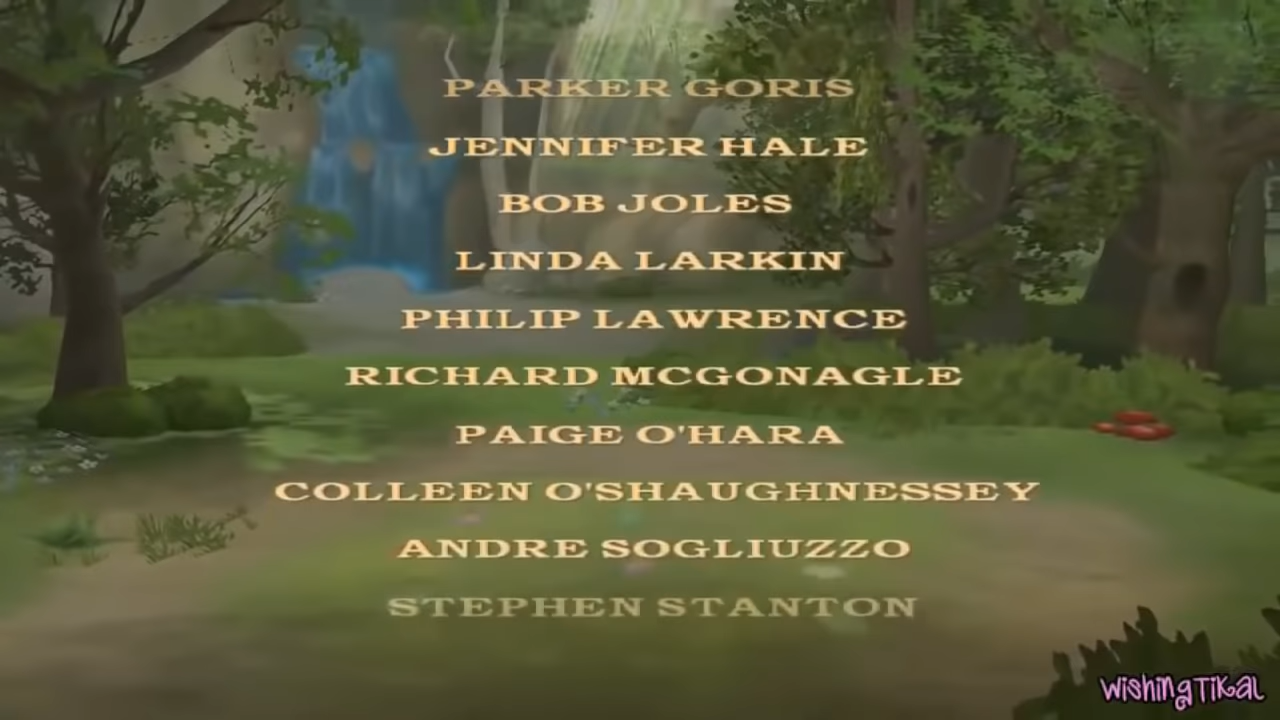 PARKER GORIS
JENNIFER HALE
BOB JOLES
LINDA LARKIN
PHILIP LAWRENCE
RICHARD MCGONAGLE
PAIGE O'HARA
COLLEEN O'SHAUGHNESSEY
ANDRE SOGLIUZZO
STEPHEN STANTON
WishingTikal